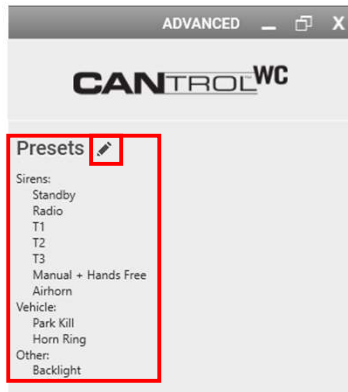 ADVANCED
CANTROL WC
Presets
Sirens:
Standby
Radio
T1
T2
T3
Manual + Hands Free
Airhorn
Vehicle:
Park Kill
Horn Ring
Other:
Backlight